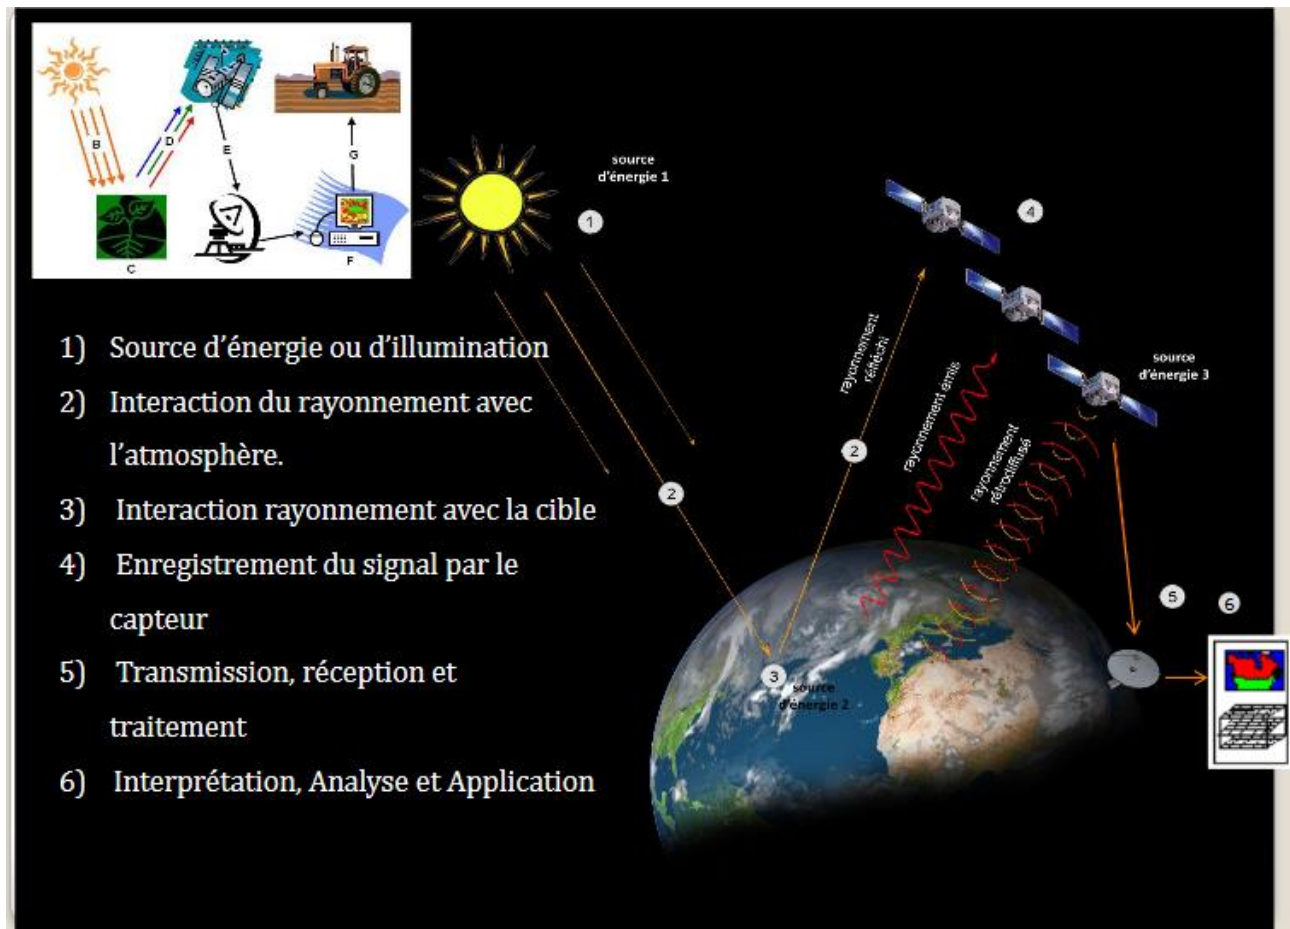 B
D
E
G
C
F
source
d'énergie 1
1
4
rayonnement
réfléchi
rayonnement émis
rayonnement
rétrodiffusé
source
d'énergie 3
2
2
3
source
d'énergie 2
5
6
1) Source d’énergie ou d’illumination
2) Interaction du rayonnement avec
l’atmosphère.
3) Interaction rayonnement avec la cible
4) Enregistrement du signal par le
capteur
5) Transmission, réception et
traitement
6) Interprétation, Analyse et Application